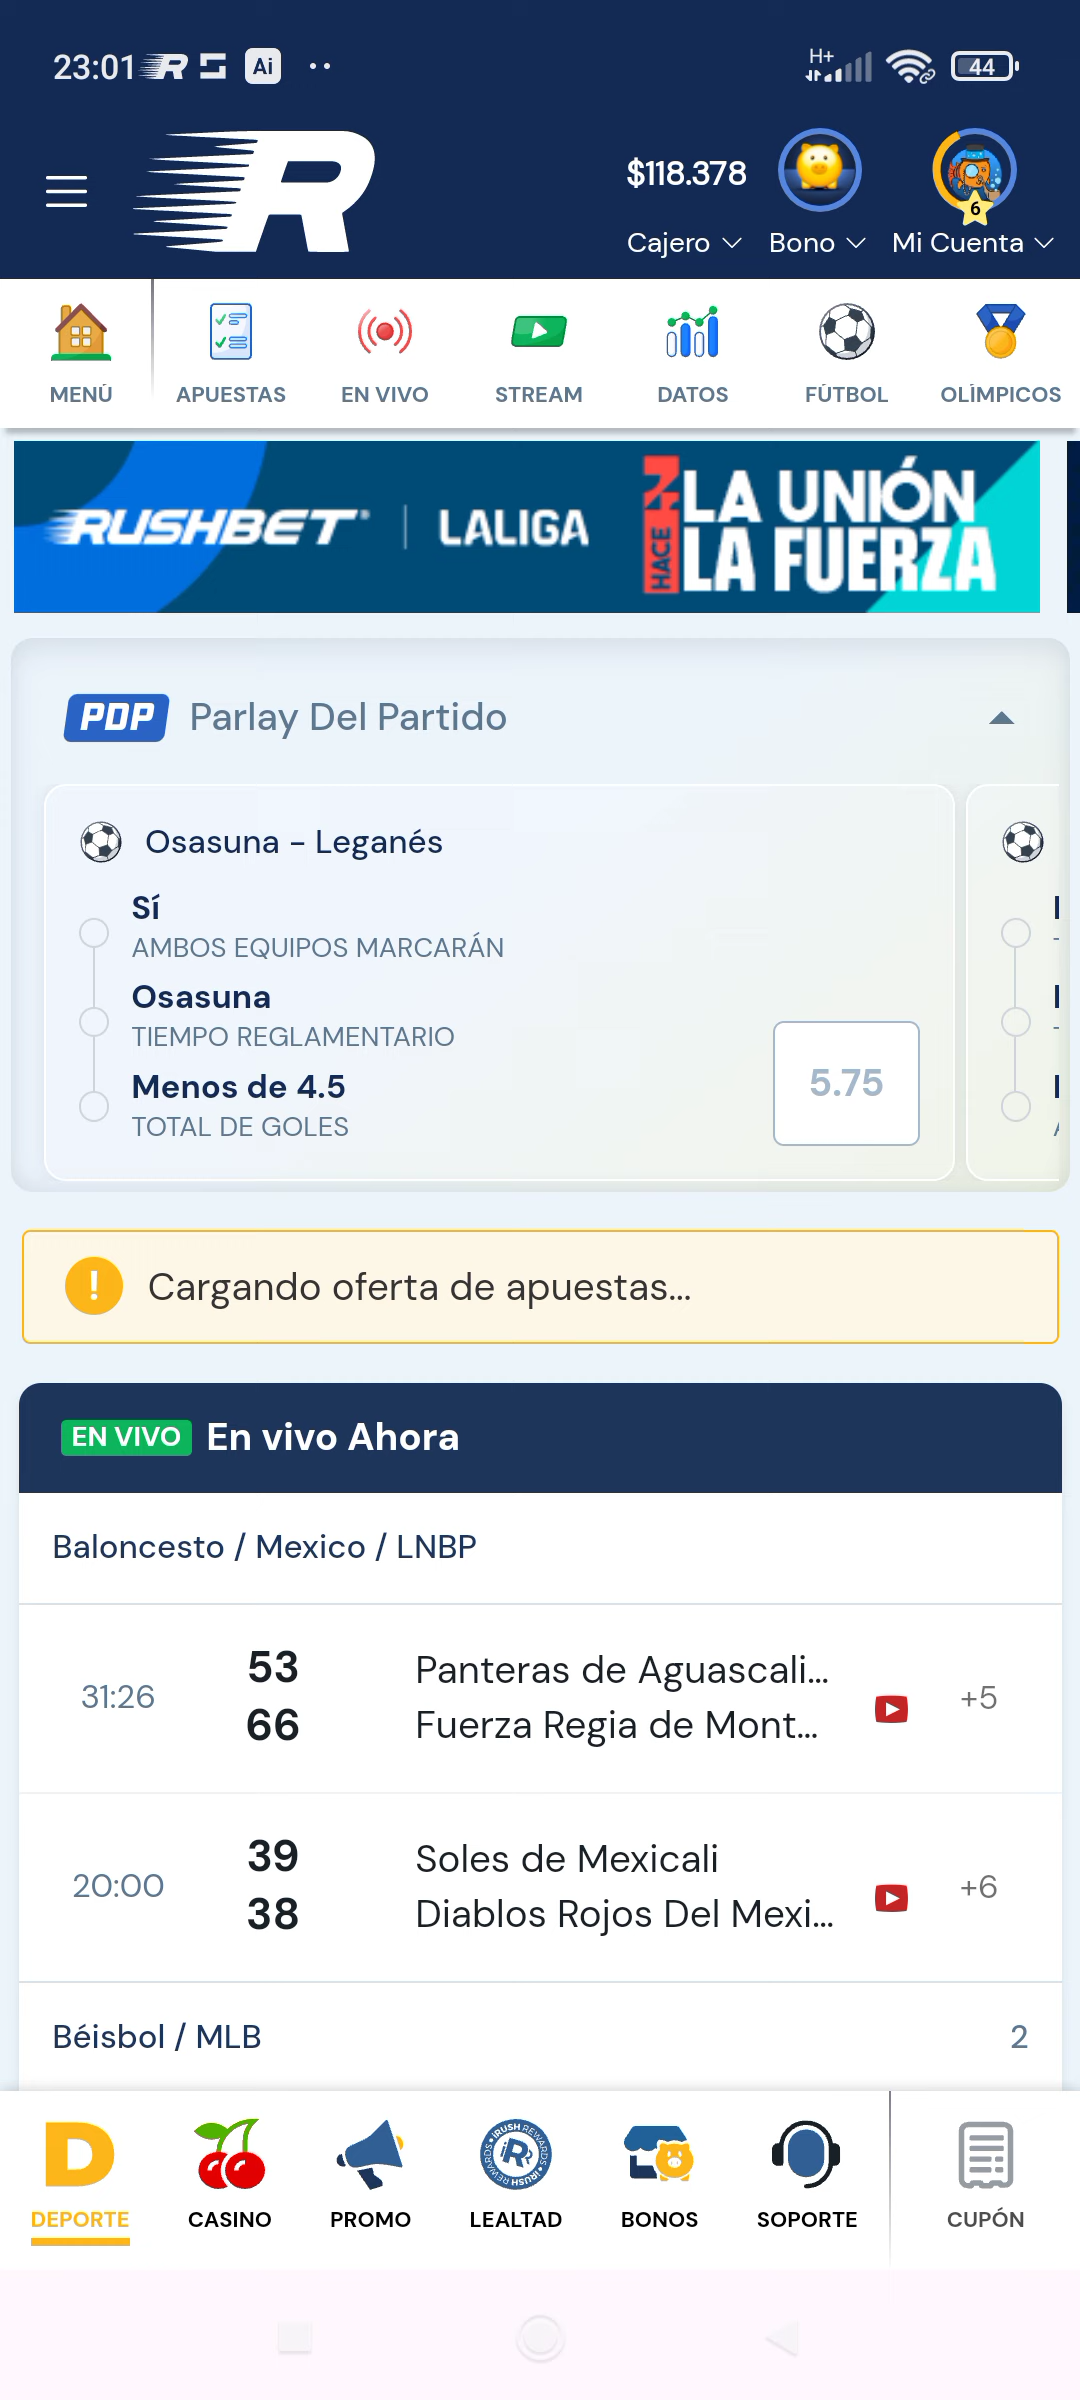 23:01
Ai
H+
44
R
$118.378
6
Cajero
Bono
Mi Cuenta
MENÚ
APUESTAS
EN VIVO
STREAM
DATOS
FÚTBOL
OLÍMPICOS
RUSHBET® | LALIGA
HACE
LA UNIÓN
LA FUERZA
PDP Parlay Del Partido
Osasuna - Leganés
Sí
AMBOS EQUIPOS MARCARÁN
Osasuna
TIEMPO REGLAMENTARIO
Menos de 4.5
TOTAL DE GOLES
5.75
Cargando oferta de apuestas...
EN VIVO En vivo Ahora
Baloncesto / Mexico / LNBP
31:26
53
66
Panteras de Aguascali...
Fuerza Regia de Mont...
+5
20:00
39
38
Soles de Mexicali
Diablos Rojos Del Mexi...
+6
Béisbol / MLB
2
DEPORTE
CASINO
PROMO
LEALTAD
BONOS
SOPORTE
CUPÓN